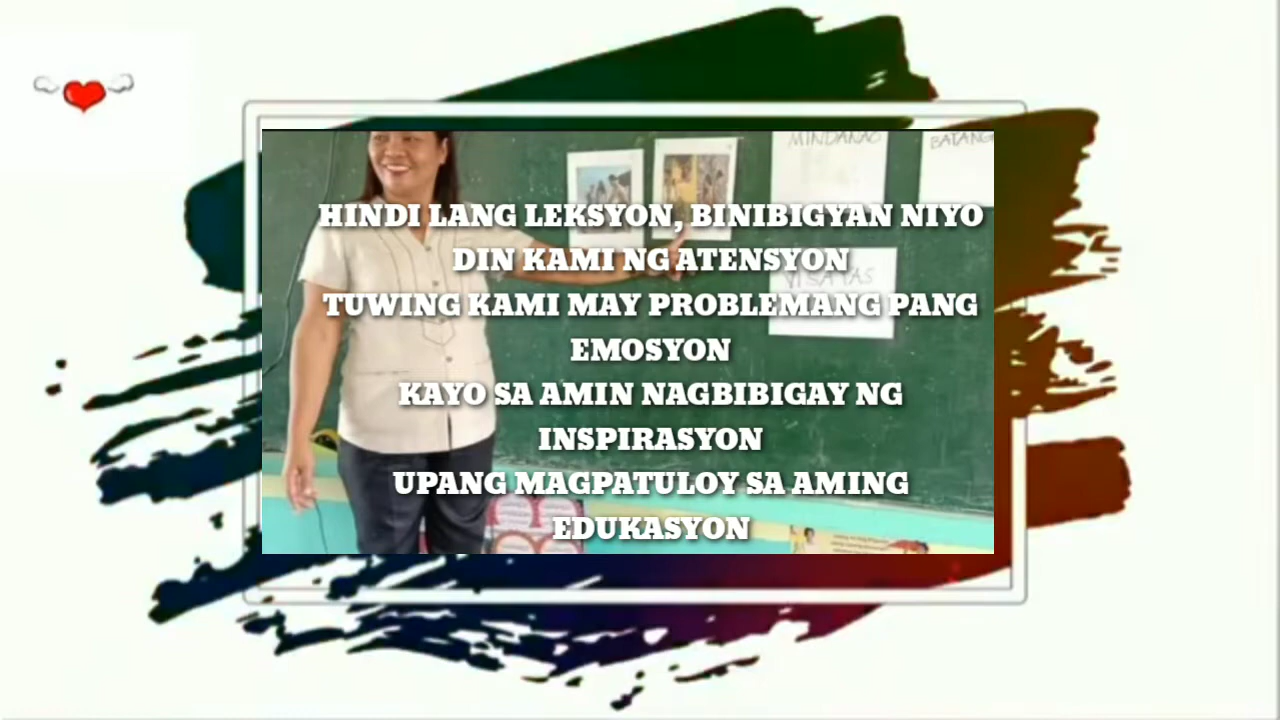 MINDANAO
BATANG
HINDI LANG LEKSYON, BINIBIGYAN NIYO
DIN KAMI NG ATENSYON
VISAYAS
TUWING KAMI MAY PROBLEMANG PANG
EMOSYON
KAYO SA AMIN NAGBIBIGAY NG
INSPIRASYON
UPANG MAGPATULOY SA AMING
EDUKASYON